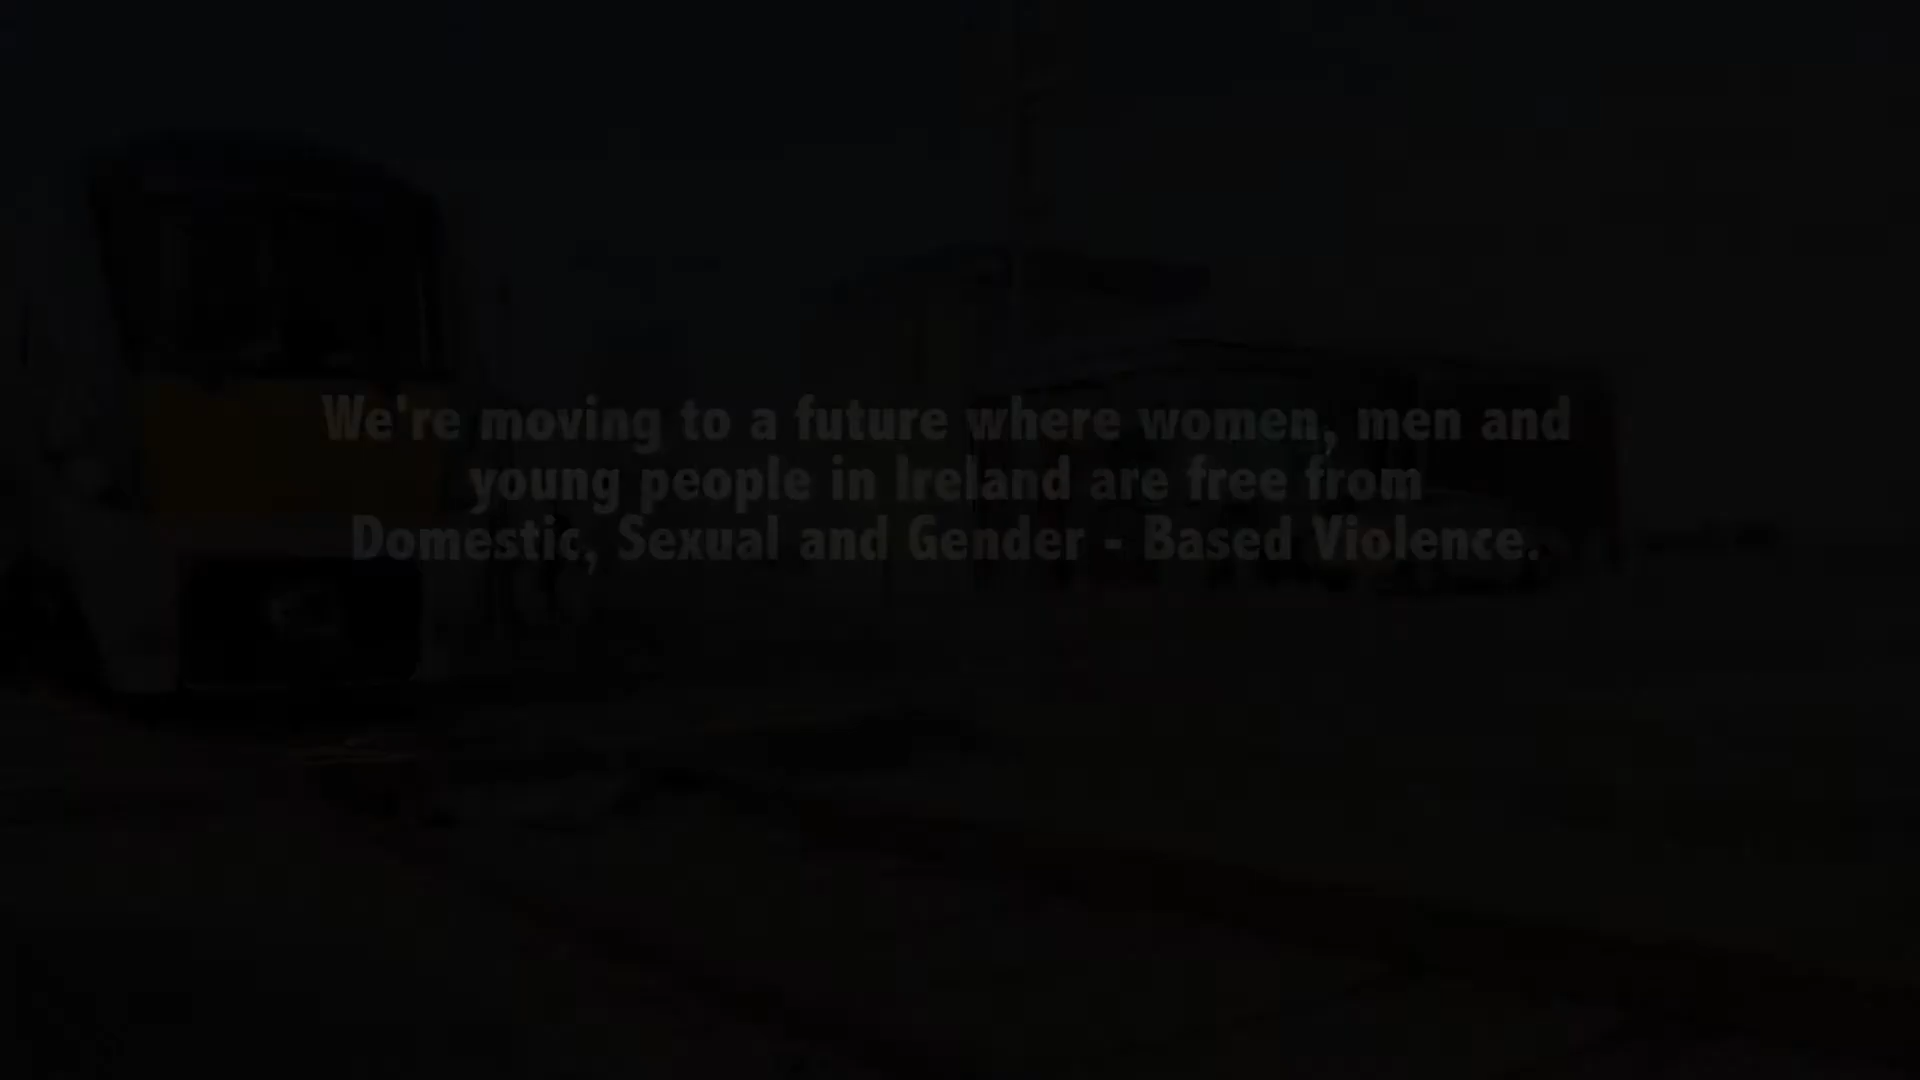 We're moving to a future where women, men and
young people in Ireland are free from
Domestic, Sexual and Gender - Based Violence.